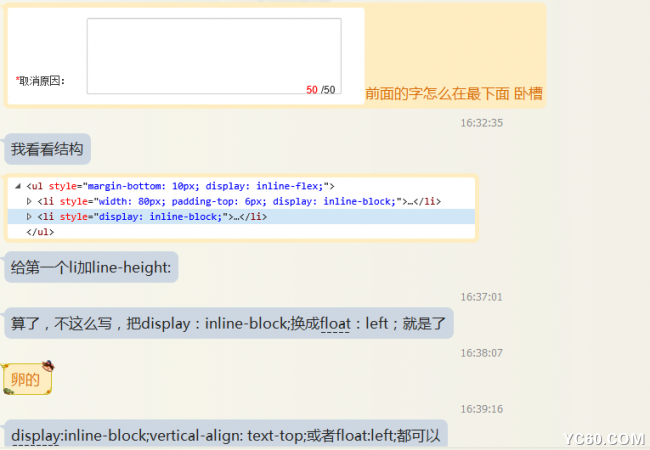 *取消原因：
50 /50
前面的字怎么在最下面 卧槽
16:32:35
我看看结构
<ul style="margin-bottom: 10px; display: inline-flex;">
<li style="width: 80px; padding-top: 6px; display: inline-block;">…</li>
<li style="display: inline-block;">…</li>
</ul>
给第一个li加line-height:
16:37:01
算了，不这么写，把display：inline-block;换成float：left；就是了
16:38:07
卵的
16:39:16
display:inline-block;vertical-align: text-top;或者float:left;都可以
YC60.COM